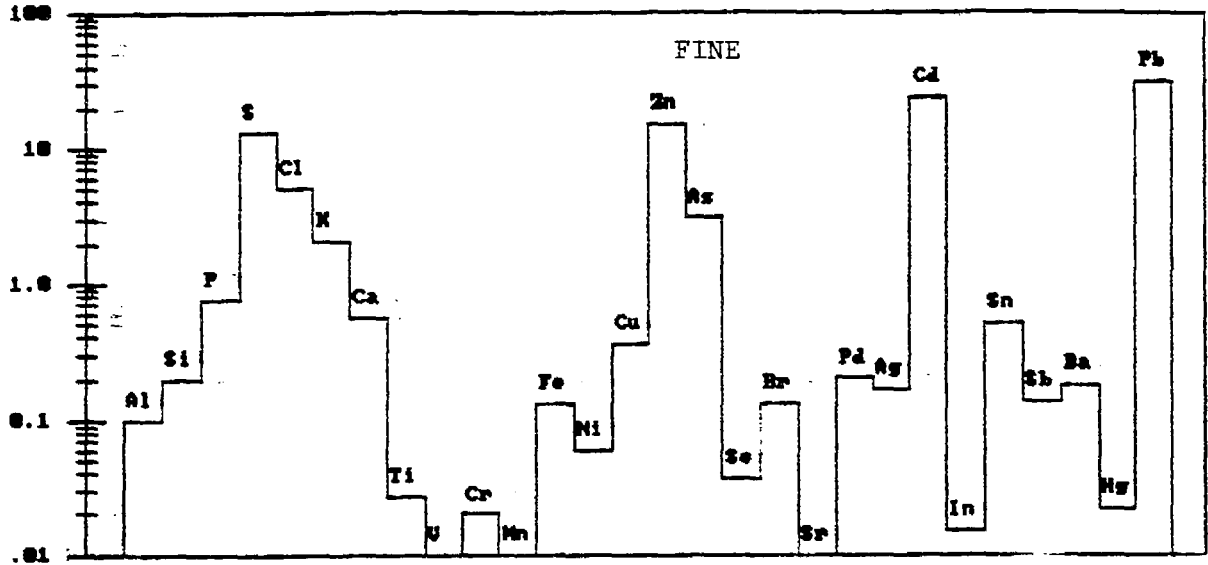 100
FINE
Pb
Cd
Zn
S
10
Cl
As
K
1.0
P
Sn
Ca
Cu
Si
Pd
Ag
Ba
Fe
Br
Sb
Al
0.1
Ni
Se
Hg
Ti
Cr
In
V
Mn
Sr
.01